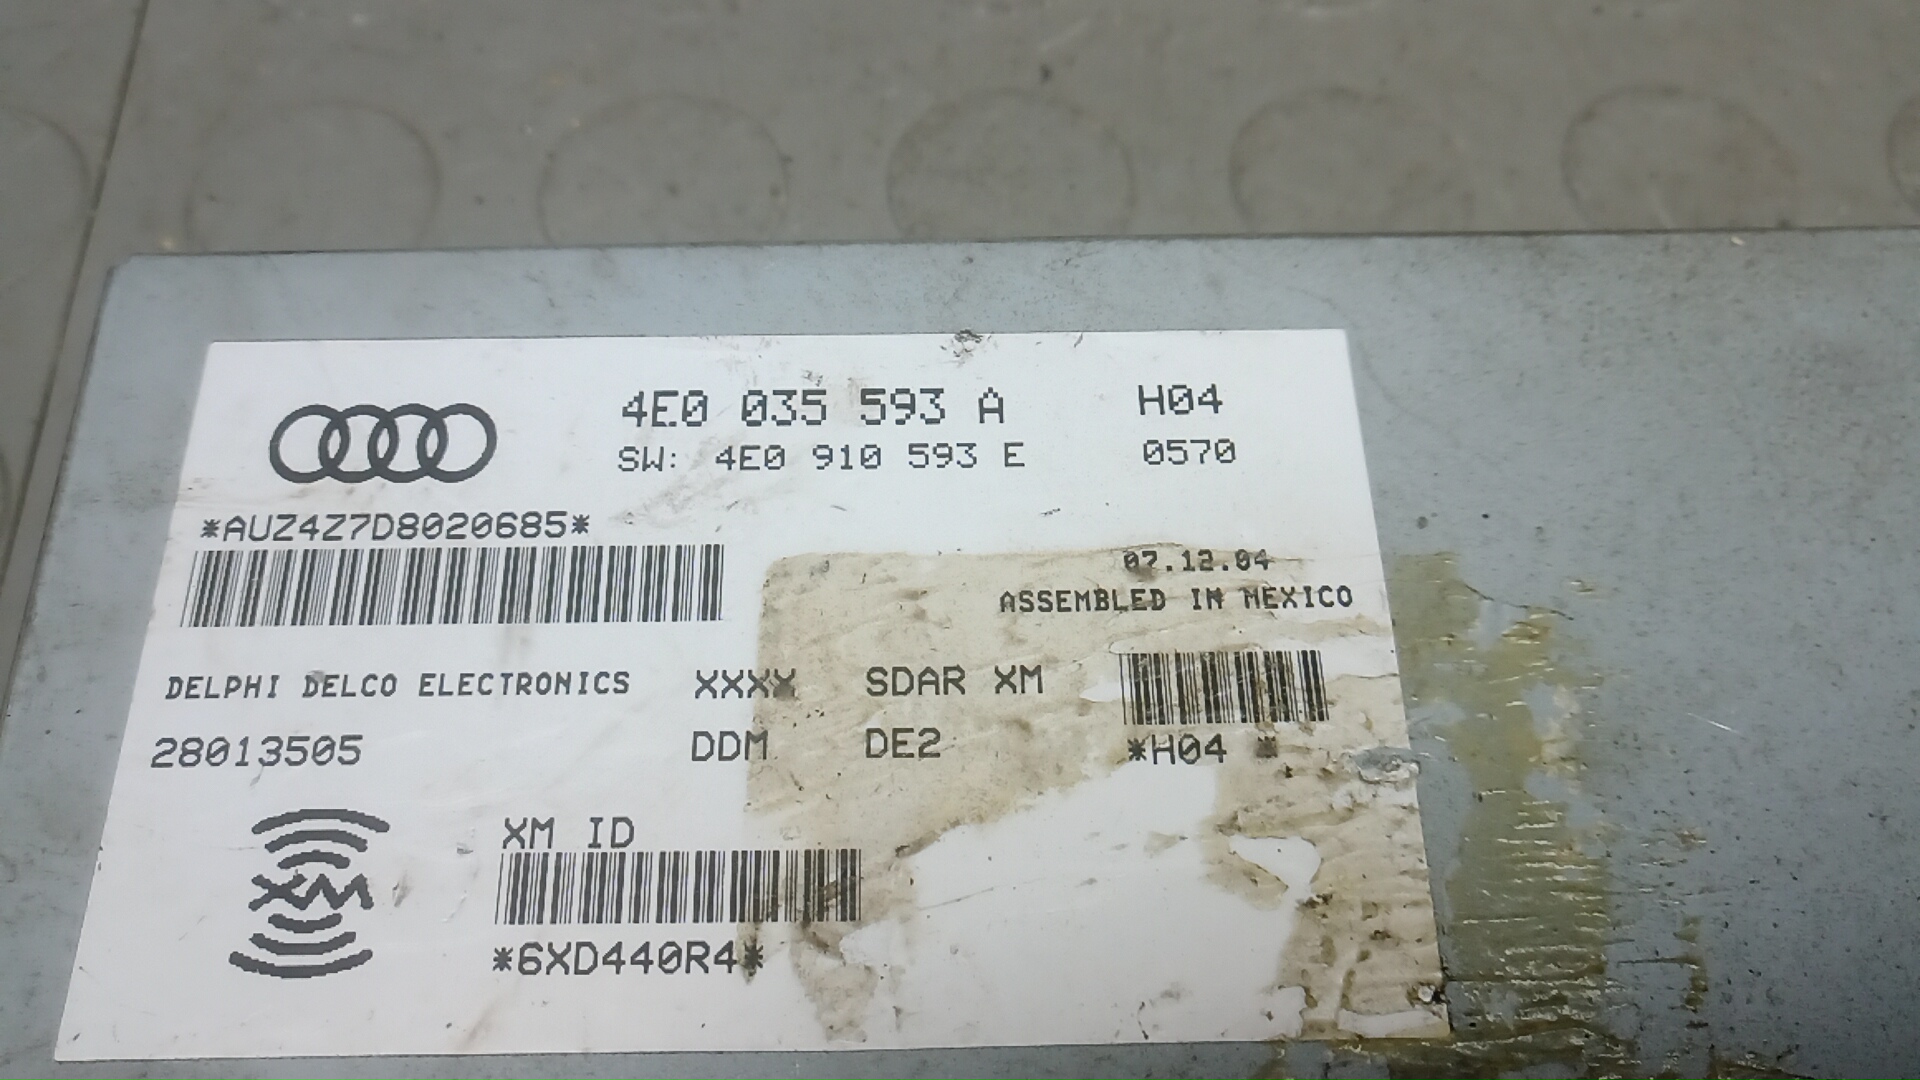 4E0 035 593 A H04
SW: 4E0 910 593 E 0570
*AUZ4Z7D8020685*
07.12.04
ASSEMBLED IN MEXICO
DELPHI DELCO ELECTRONICS XXXX SDAR XM
28013505 DDM DE2 *H04 *
XM ID
XM
*6XD440R4*